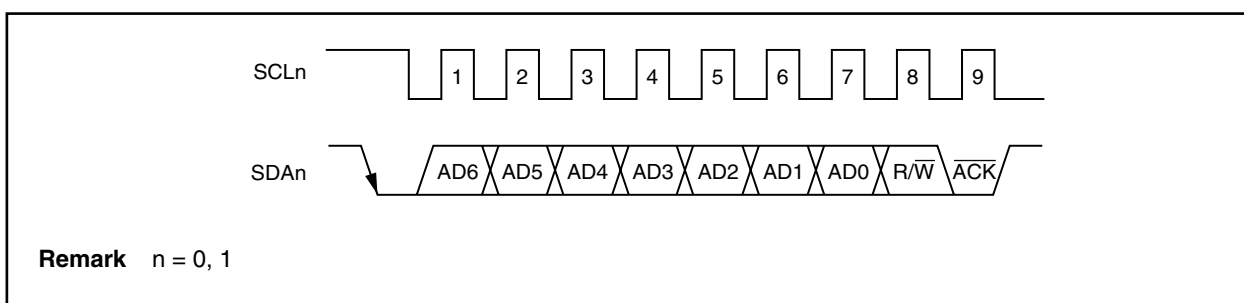 SCLn 1 2 3 4 5 6 7 8 9
SDAn AD6 AD5 AD4 AD3 AD2 AD1 AD0 R/W̅ A̅C̅K̅
Remark n = 0, 1